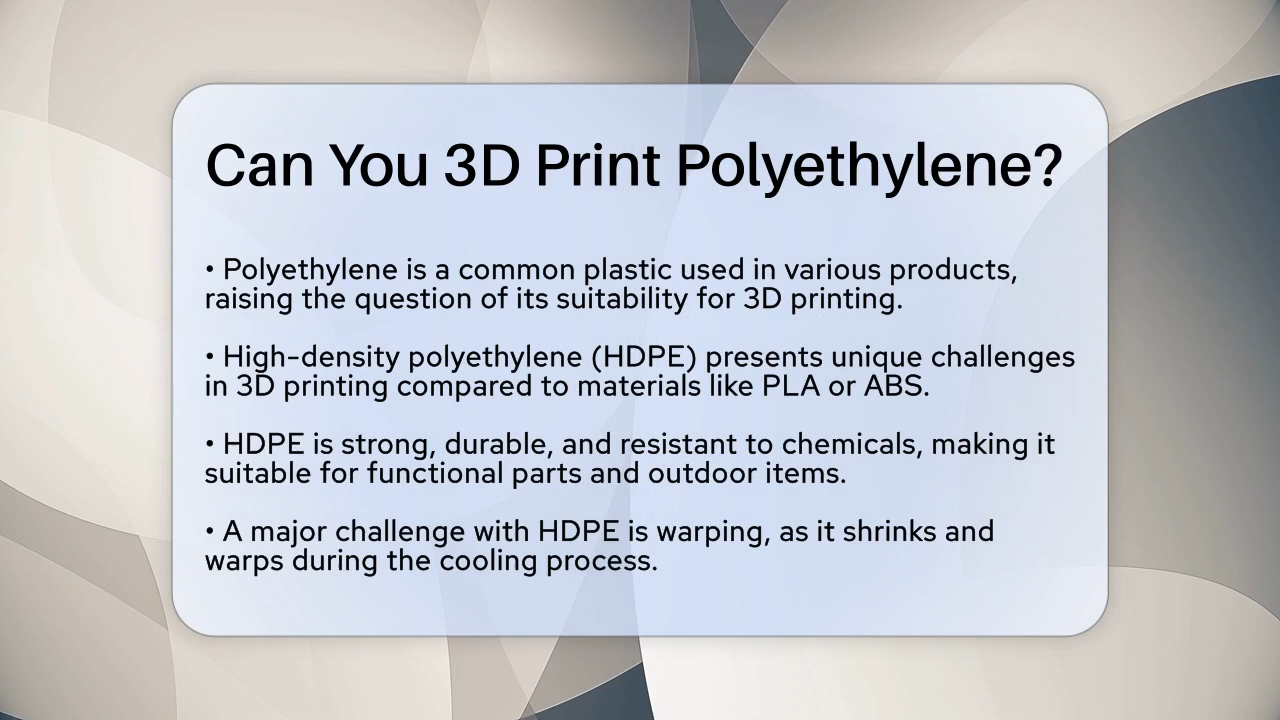 Can You 3D Print Polyethylene?
• Polyethylene is a common plastic used in various products,
raising the question of its suitability for 3D printing.
• High-density polyethylene (HDPE) presents unique challenges
in 3D printing compared to materials like PLA or ABS.
• HDPE is strong, durable, and resistant to chemicals, making it
suitable for functional parts and outdoor items.
• A major challenge with HDPE is warping, as it shrinks and
warps during the cooling process.